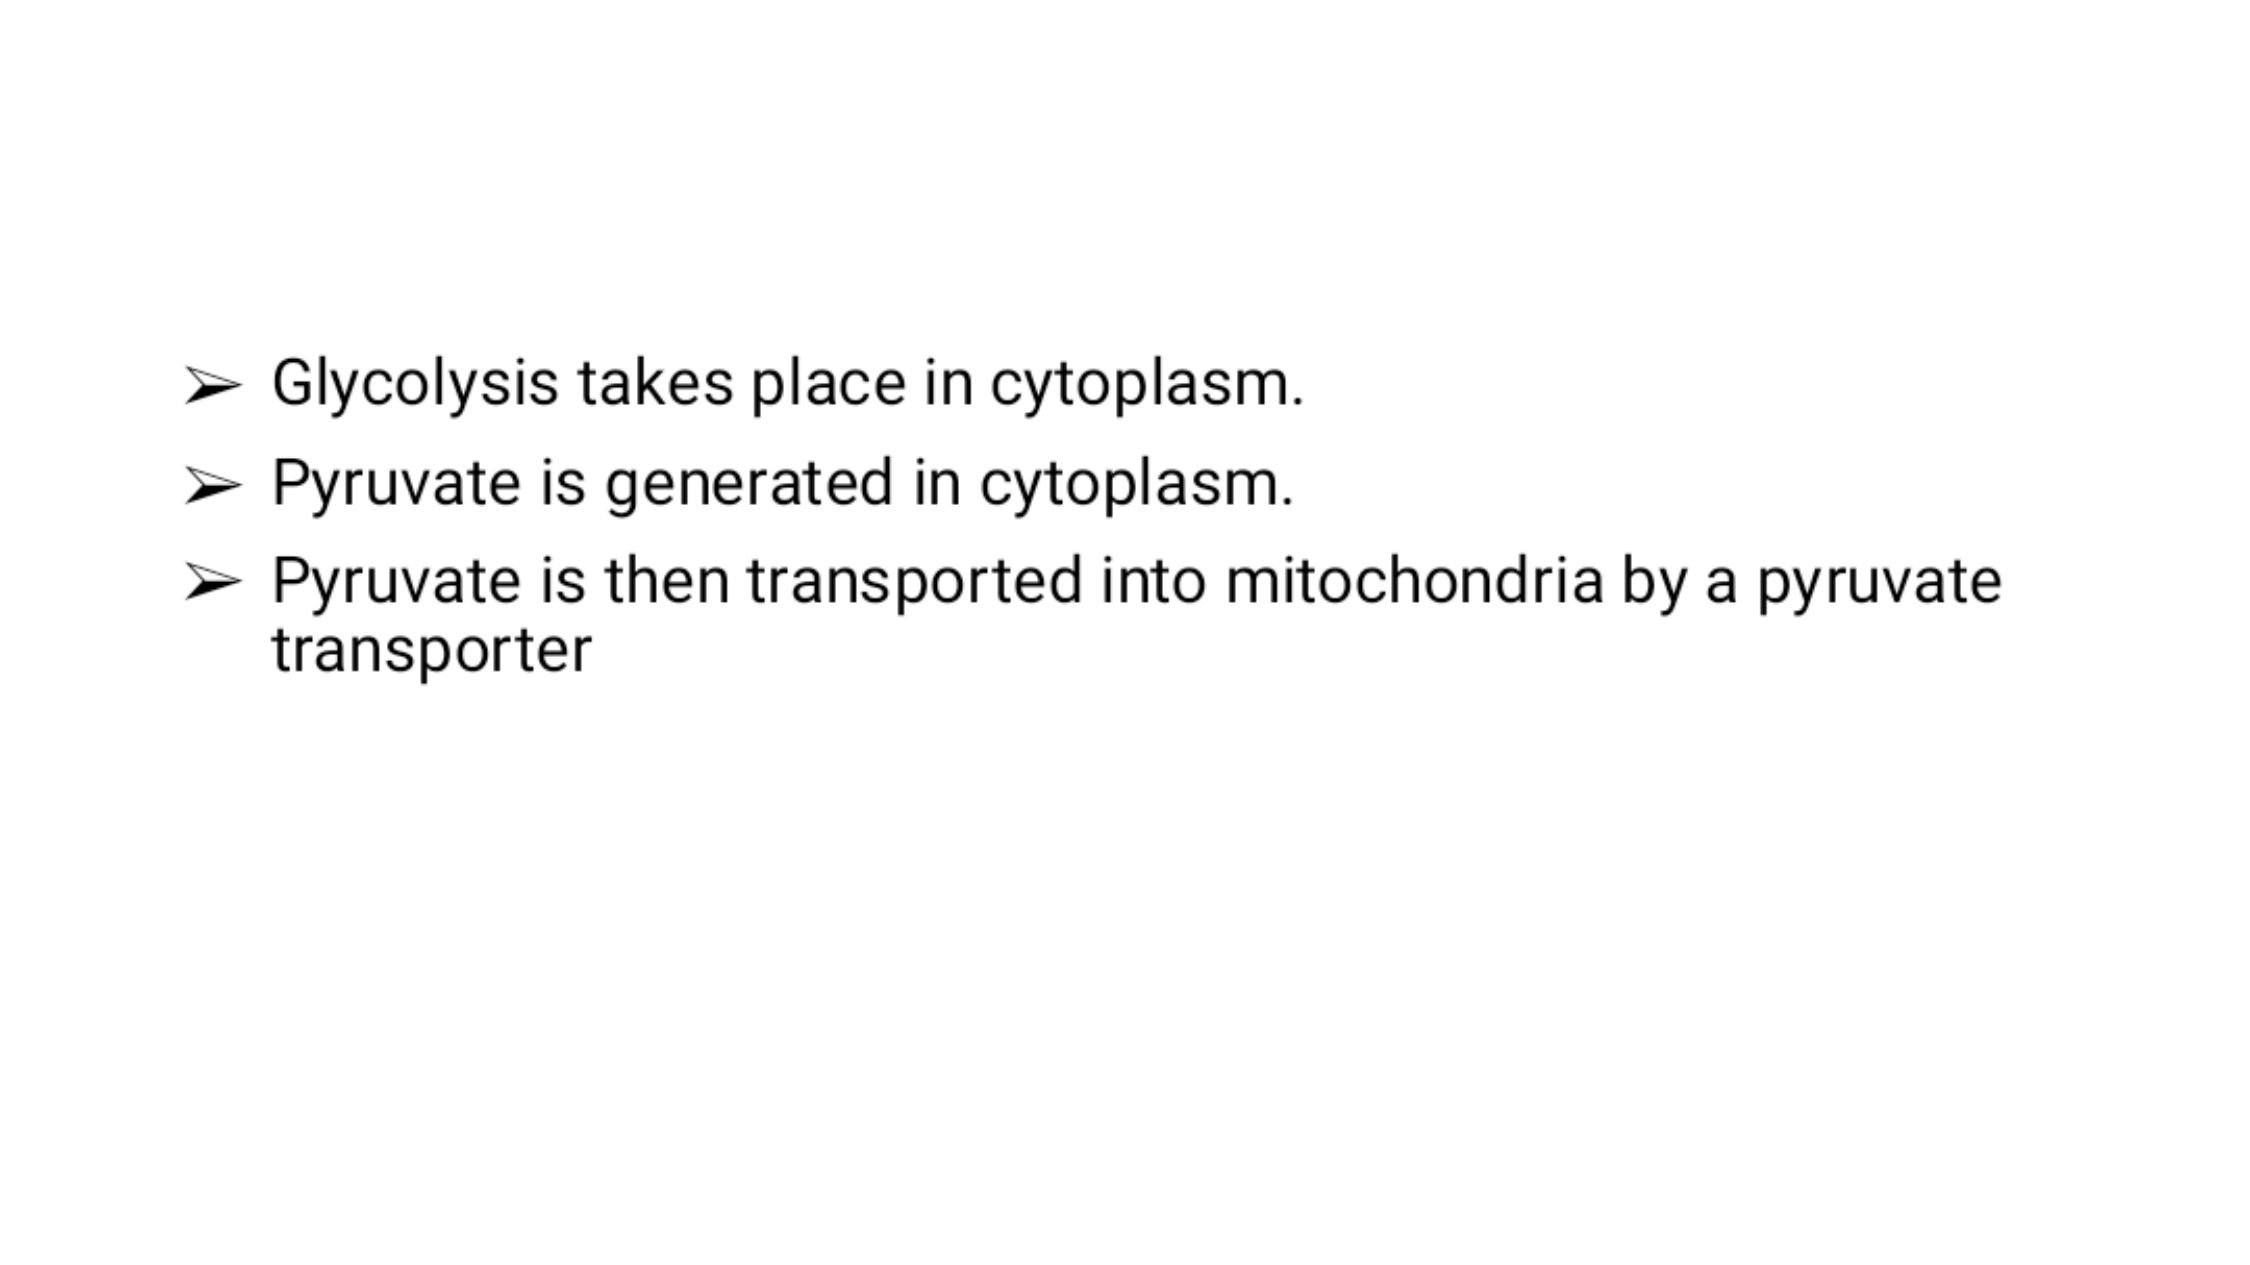 ➢ Glycolysis takes place in cytoplasm.
➢ Pyruvate is generated in cytoplasm.
➢ Pyruvate is then transported into mitochondria by a pyruvate
transporter